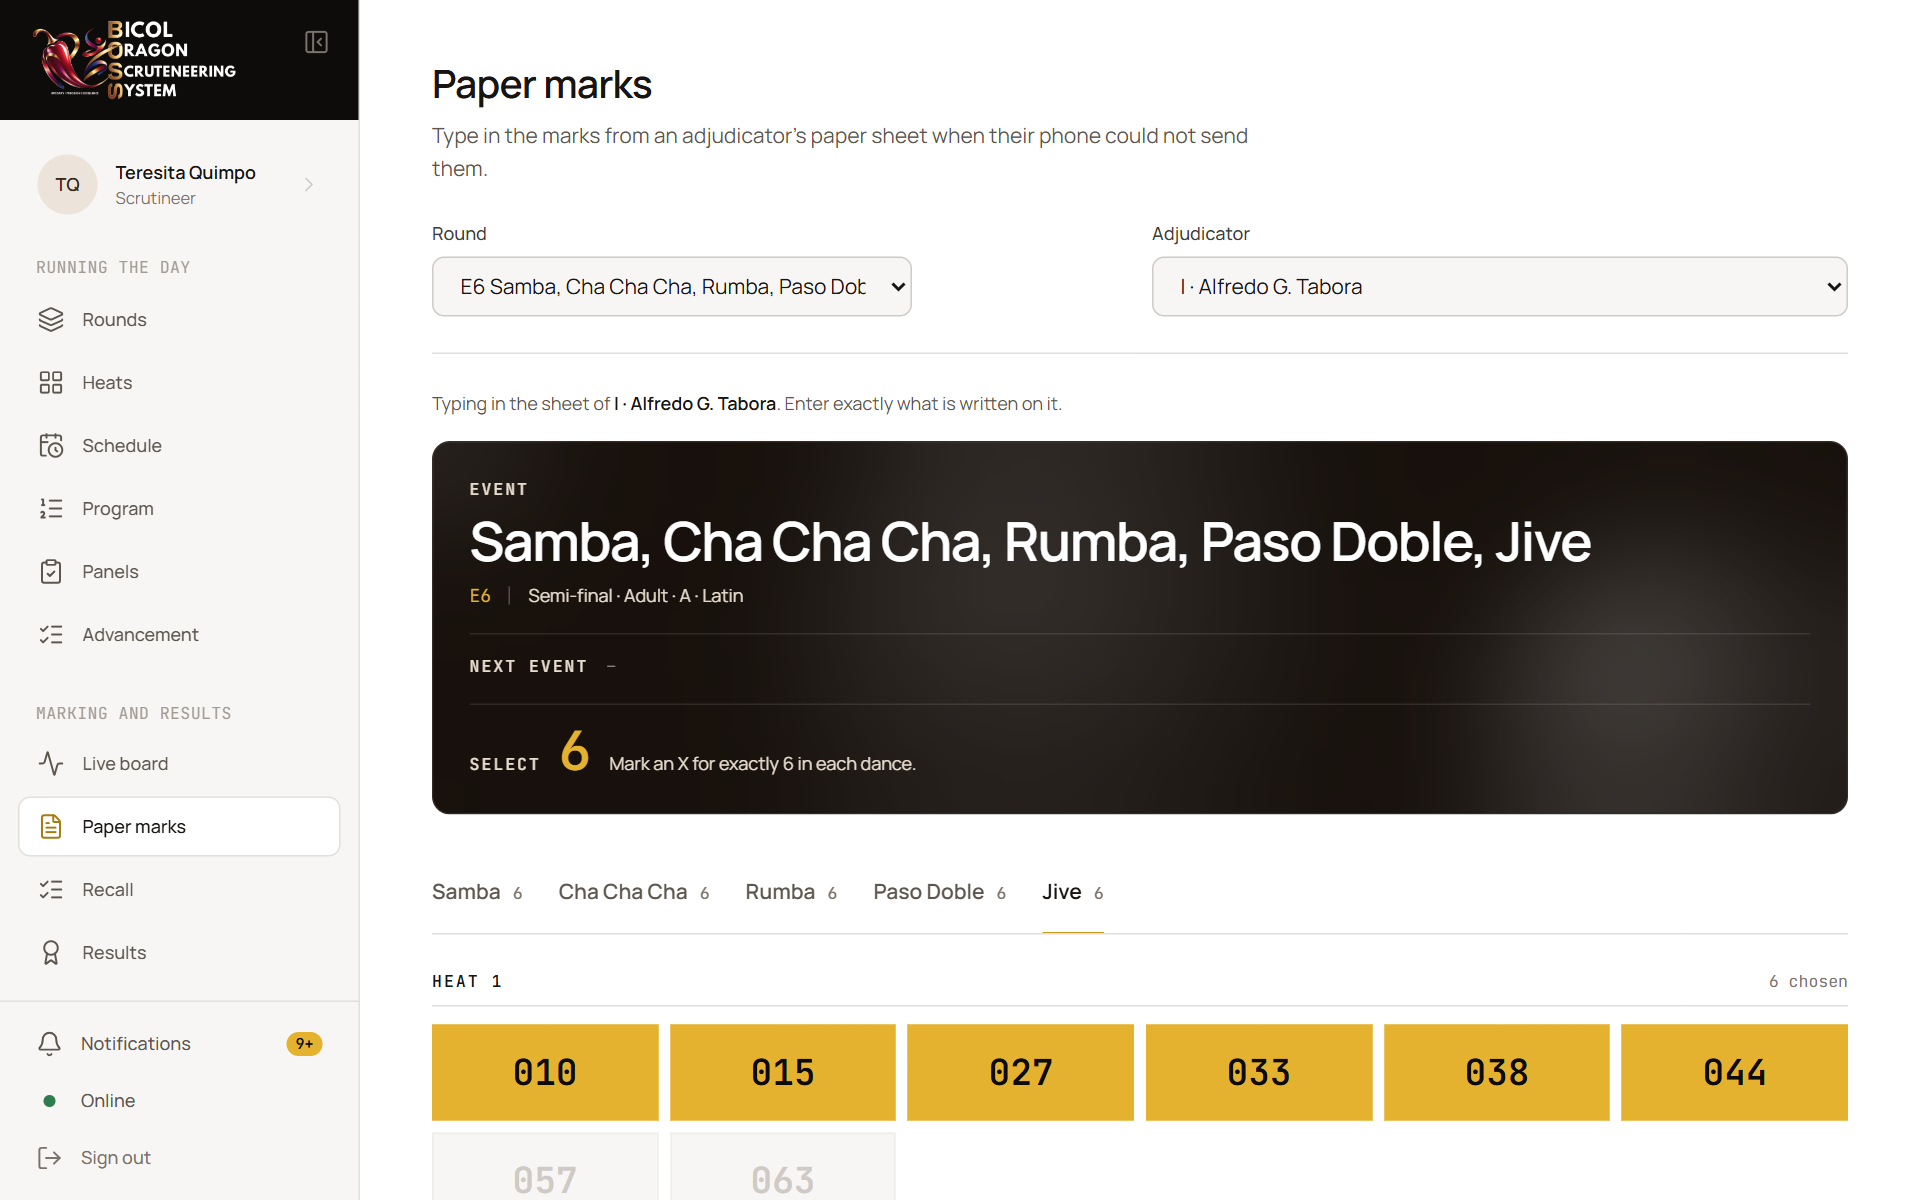 BICOL
DRAGON
SCRUTENEERING
SYSTEM
TQ
Teresita Quimpo
Scrutineer
RUNNING THE DAY
Rounds
Heats
Schedule
Program
Panels
Advancement
MARKING AND RESULTS
Live board
Paper marks
Recall
Results
Notifications 9+
Online
Sign out
Paper marks
Type in the marks from an adjudicator's paper sheet when their phone could not send
them.
Round
Adjudicator
E6 Samba, Cha Cha Cha, Rumba, Paso Dob
I · Alfredo G. Tabora
Typing in the sheet of I · Alfredo G. Tabora. Enter exactly what is written on it.
EVENT
Samba, Cha Cha Cha, Rumba, Paso Doble, Jive
E6 | Semi-final · Adult · A · Latin
NEXT EVENT –
SELECT 6 Mark an X for exactly 6 in each dance.
Samba 6 Cha Cha Cha 6 Rumba 6 Paso Doble 6 Jive 6
HEAT 1 6 chosen
010 015 027 033 038 044
057 063